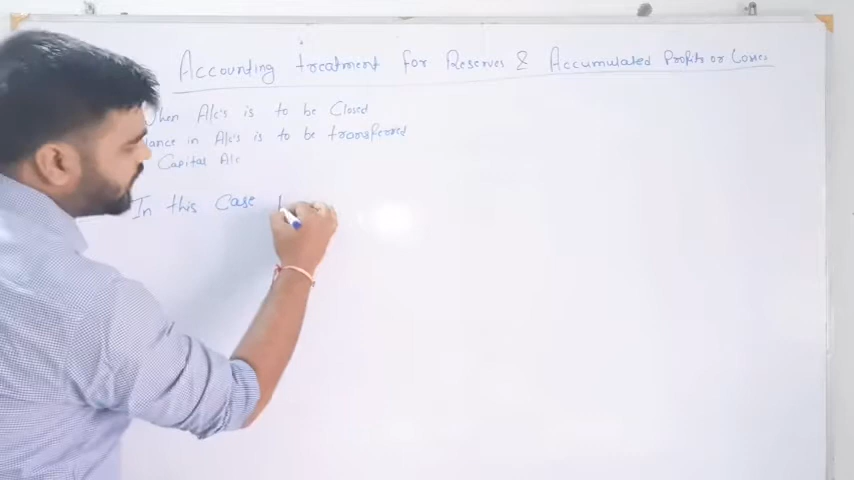 Accounting treatment for Reserves & Accumulated Profits or Losses
When A/c's is to be Closed
in A/c's is to be transferred
Capital A/c
In this Case